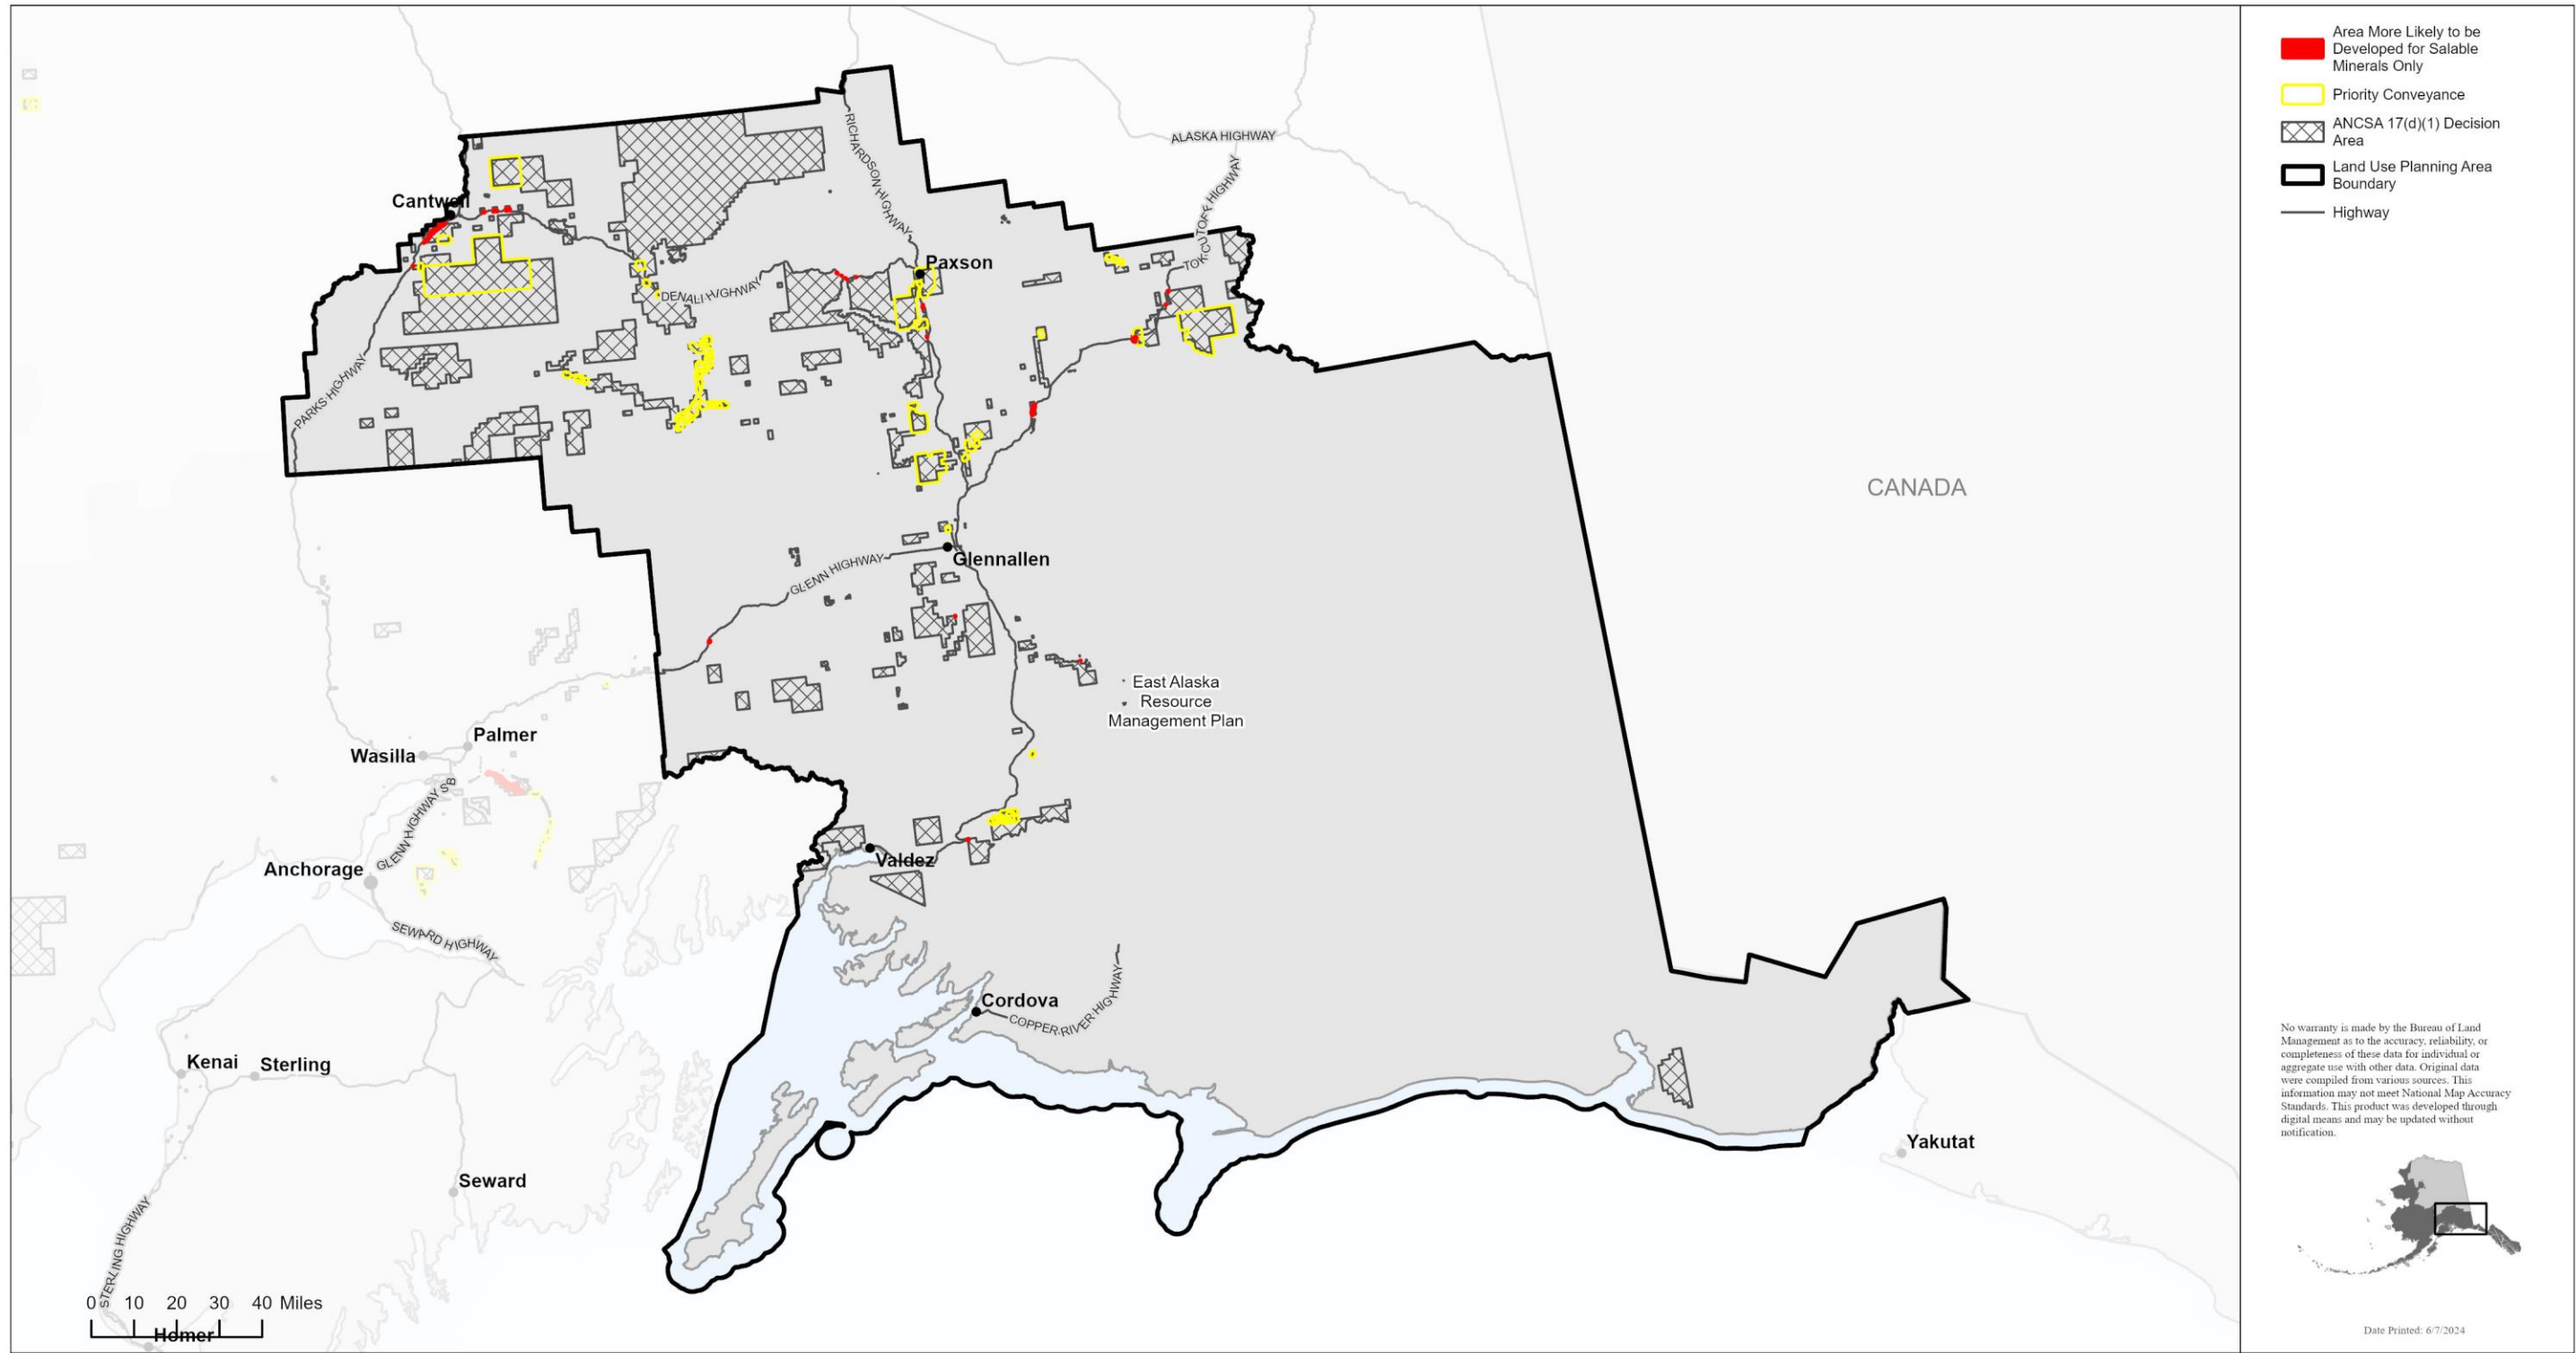 ALASKA HIGHWAY
RICHARDSON HIGHWAY
TOK CUTOFF HIGHWAY
Cantwell
Paxson
DENALI HIGHWAY
PARKS HIGHWAY
CANADA
Glennallen
GLENN HIGHWAY
East Alaska
Resource
Management Plan
Palmer
Wasilla
GLENN HIGHWAY SB
Anchorage
Valdez
SEWARD HIGHWAY
Cordova
COPPER RIVER HIGHWAY
Kenai
Sterling
Yakutat
Seward
STERLING HIGHWAY
0 10 20 30 40 Miles
Homer
Area More Likely to be
Developed for Salable
Minerals Only
Priority Conveyance
ANCSA 17(d)(1) Decision
Area
Land Use Planning Area
Boundary
Highway
No warranty is made by the Bureau of Land
Management as to the accuracy, reliability, or
completeness of these data for individual or
aggregate use with other data. Original data
were compiled from various sources. This
information may not meet National Map Accuracy
Standards. This product was developed through
digital means and may be updated without
notification.
Date Printed: 6/7/2024